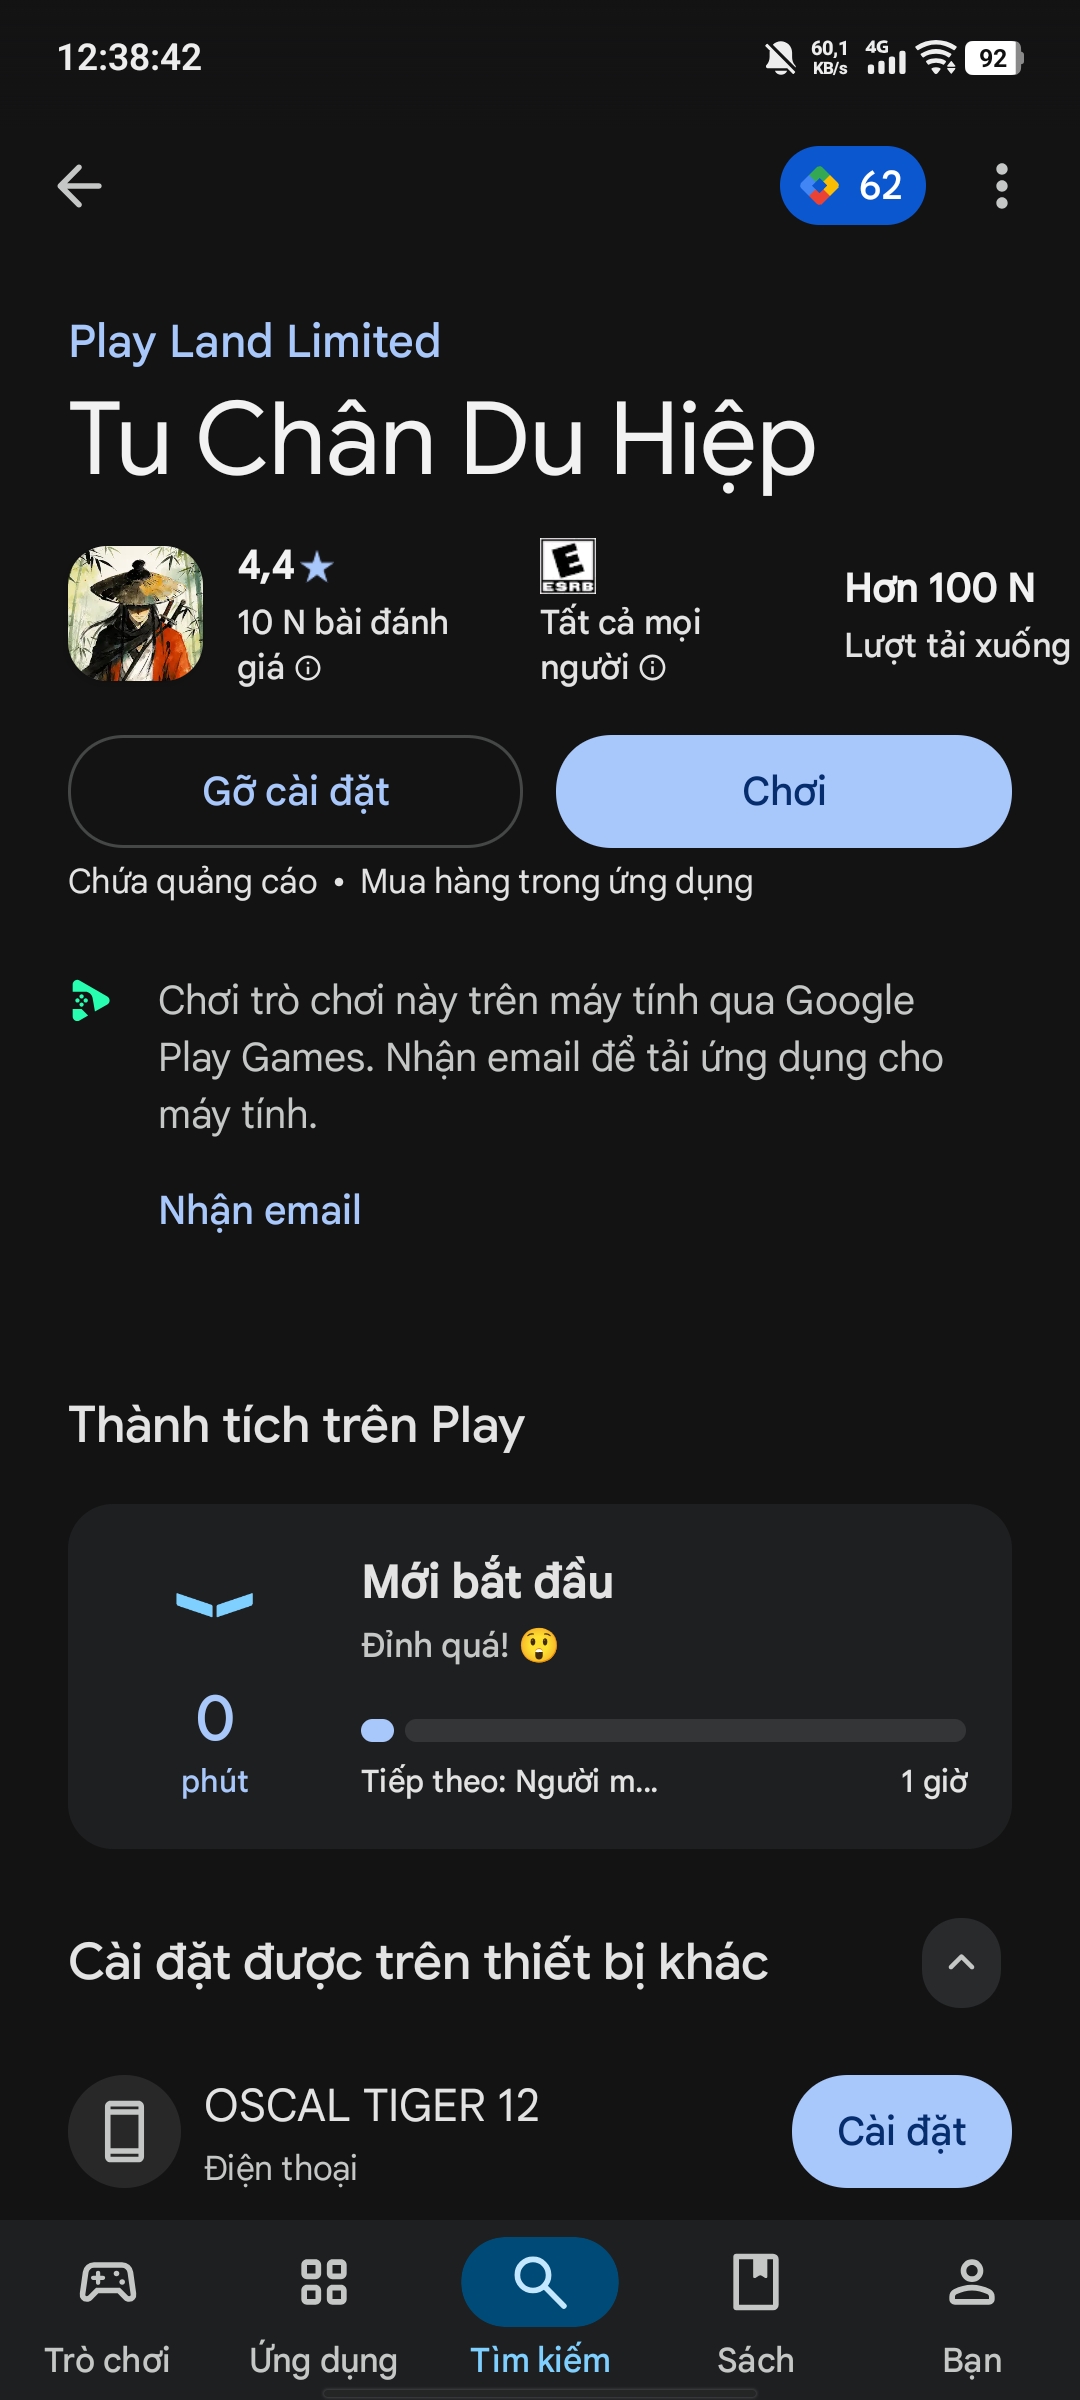 12:38:42
60,1 KB/s
4G
92
62
Play Land Limited
Tu Chân Du Hiệp
4,4★
10 N bài đánh
giá
E
ESRB
Tất cả mọi
người
Hơn 100 N
Lượt tải xuống
Gỡ cài đặt
Chơi
Chứa quảng cáo • Mua hàng trong ứng dụng
Chơi trò chơi này trên máy tính qua Google
Play Games. Nhận email để tải ứng dụng cho
máy tính.
Nhận email
Thành tích trên Play
Mới bắt đầu
Đỉnh quá! 😲
0
phút
Tiếp theo: Người m...
1 giờ
Cài đặt được trên thiết bị khác
OSCAL TIGER 12
Điện thoại
Cài đặt
Trò chơi
Ứng dụng
Tìm kiếm
Sách
Bạn